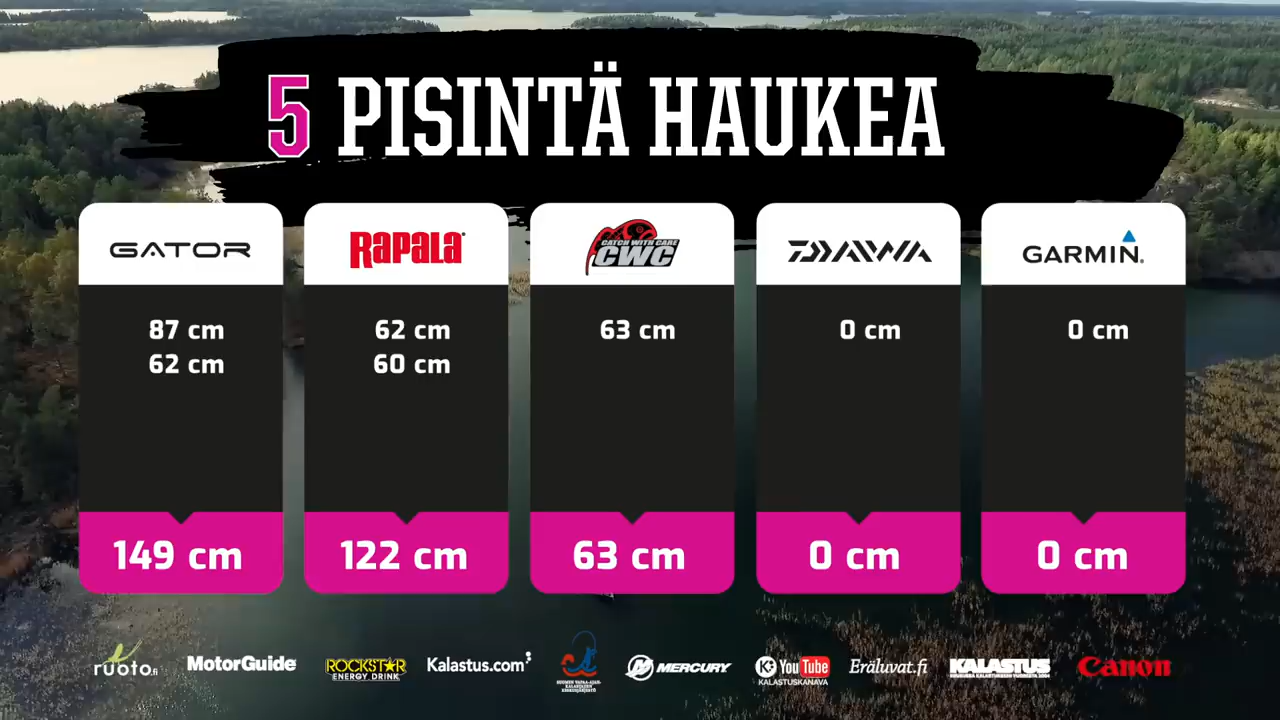 5 PISINTÄ HAUKEA
GATOR
87 cm
62 cm
149 cm
RAPALA
62 cm
60 cm
122 cm
CATCH WITH CARE
CWC
63 cm
63 cm
DAIWA
0 cm
0 cm
GARMIN
0 cm
0 cm
ruoto.fi
MotorGuide
ROCKSTAR
ENERGY DRINK
Kalastus.com
MERCURY
K YouTube
KALASTUSKANAVA
Eräluvat.fi
KALASTUS
Canon